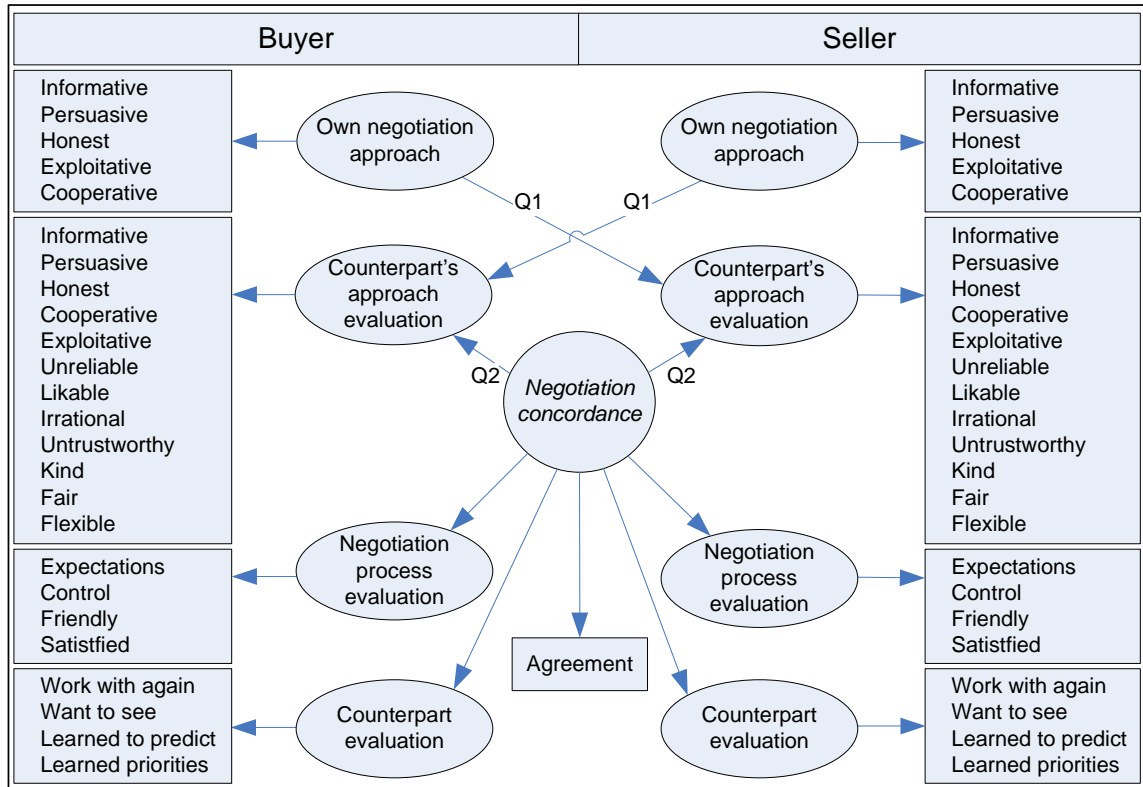 Buyer
Seller
Informative
Persuasive
Honest
Exploitative
Cooperative
Own negotiation
approach
Own negotiation
approach
Informative
Persuasive
Honest
Exploitative
Cooperative
Q1
Q1
Informative
Persuasive
Honest
Cooperative
Exploitative
Unreliable
Likable
Irrational
Untrustworthy
Kind
Fair
Flexible
Counterpart's
approach
evaluation
Counterpart's
approach
evaluation
Informative
Persuasive
Honest
Cooperative
Exploitative
Unreliable
Likable
Irrational
Untrustworthy
Kind
Fair
Flexible
Q2
Negotiation
concordance
Q2
Expectations
Control
Friendly
Satistfied
Negotiation
process
evaluation
Negotiation
process
evaluation
Expectations
Control
Friendly
Satistfied
Agreement
Work with again
Want to see
Learned to predict
Learned priorities
Counterpart
evaluation
Counterpart
evaluation
Work with again
Want to see
Learned to predict
Learned priorities